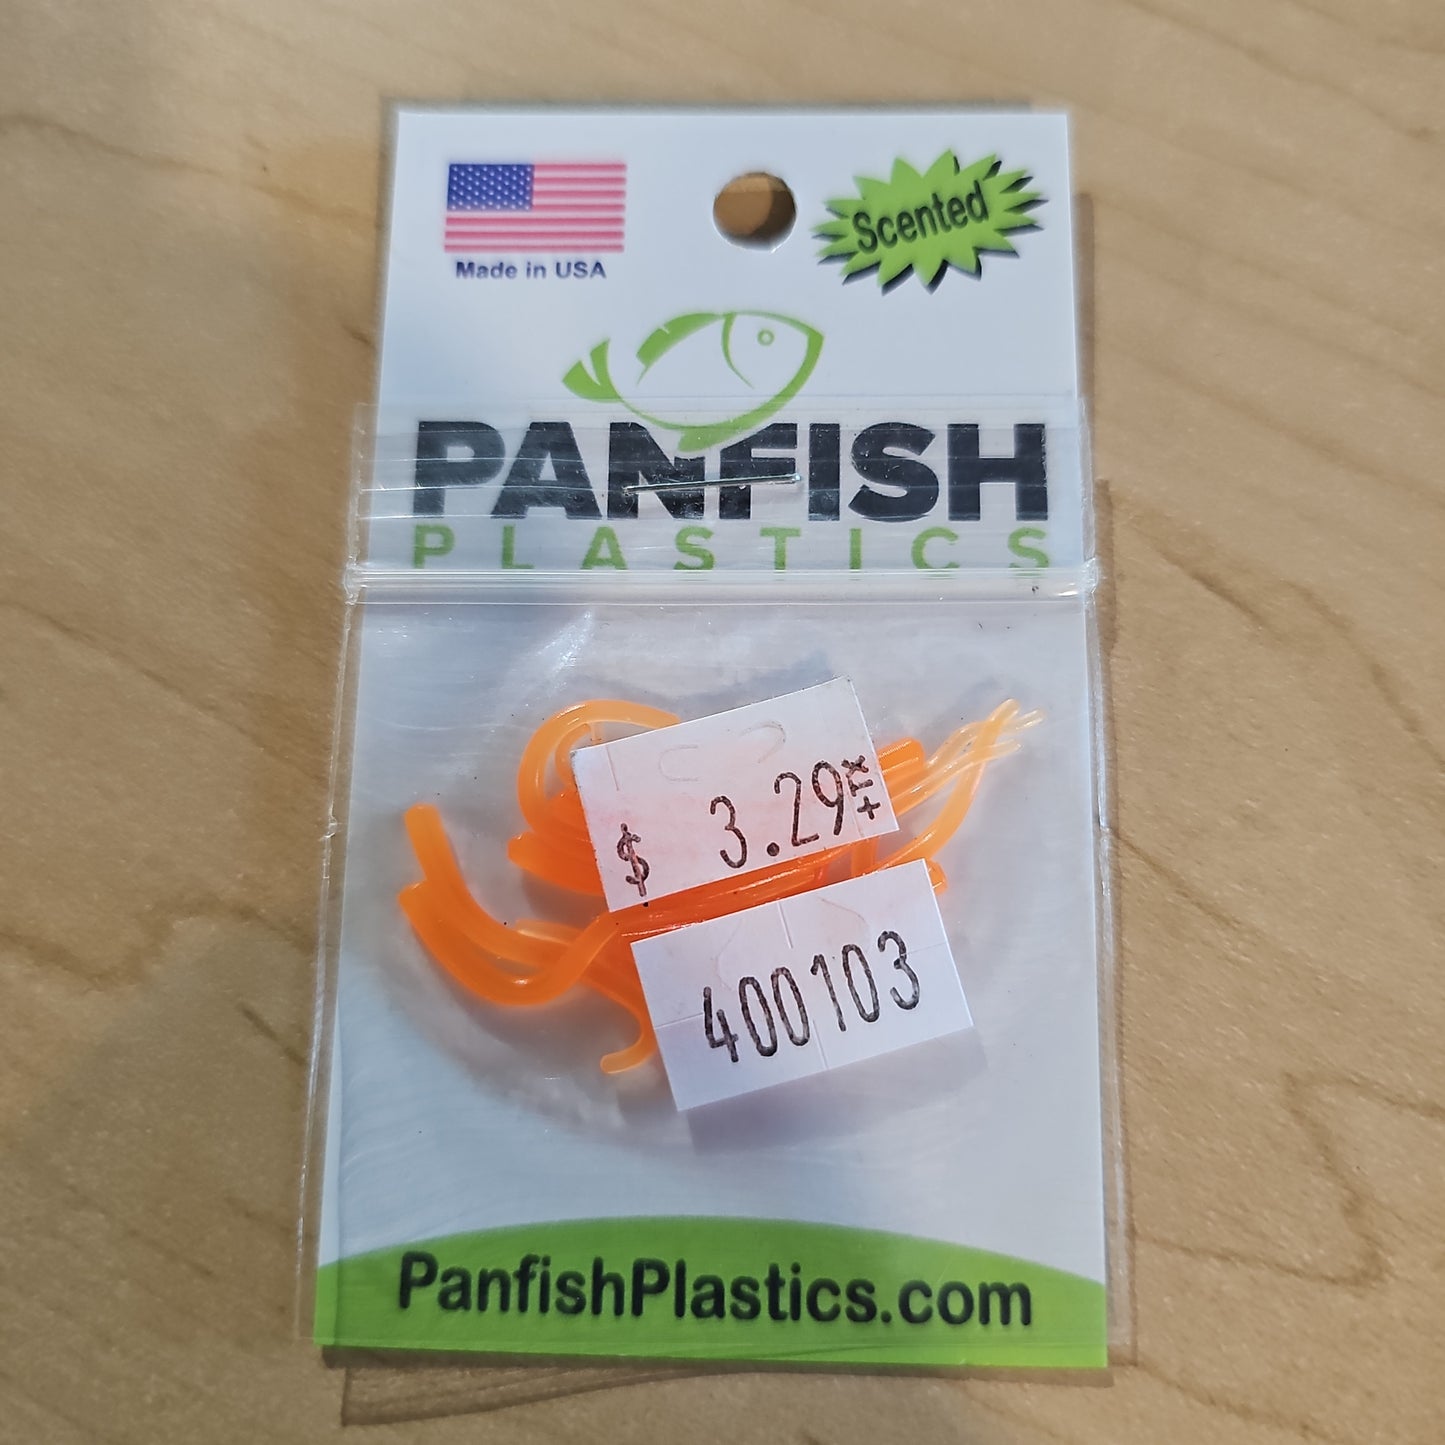 Made in USA
Scented
PANFISH
PLASTICS
$ 3.29
400103
PanfishPlastics.com